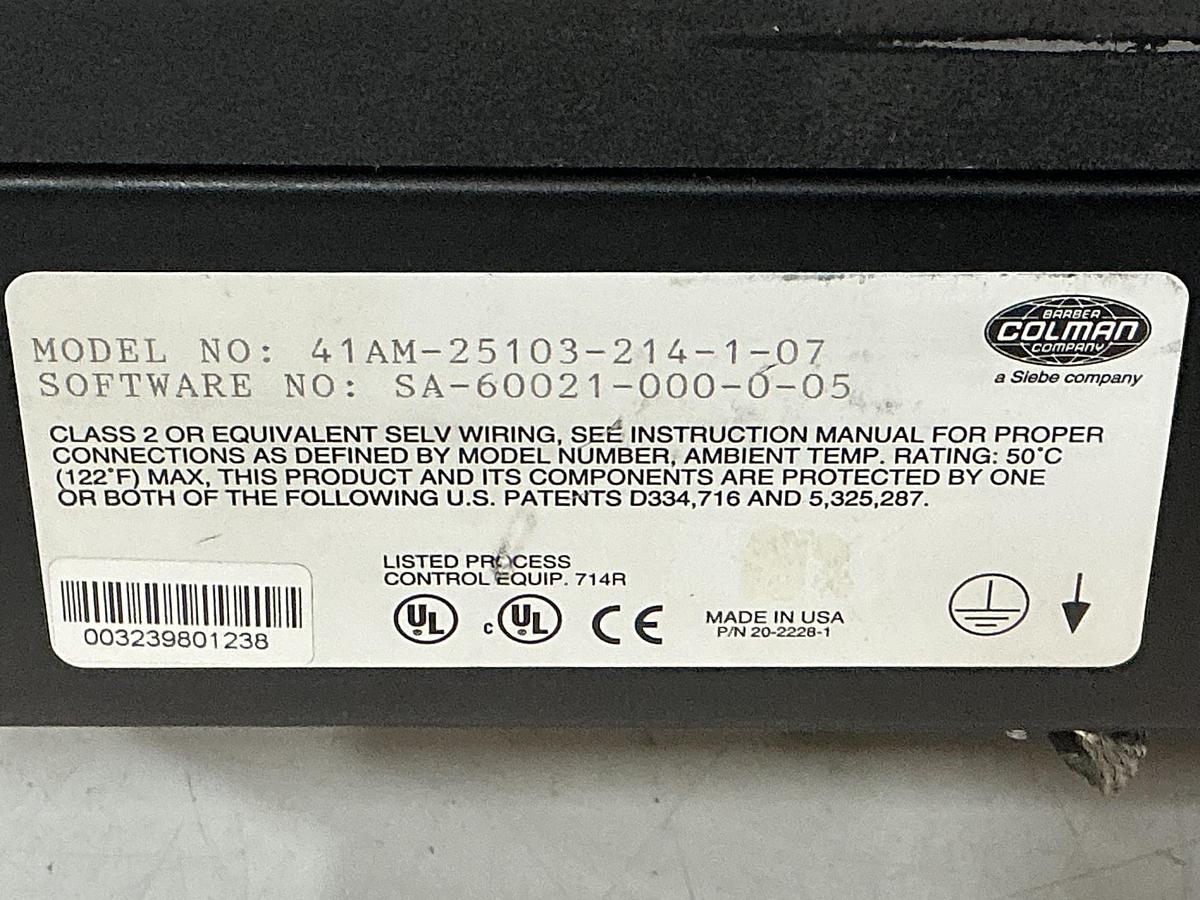 BARBER
COLMAN
COMPANY
a Siebe company
MODEL NO: 41AM-25103-214-1-07
SOFTWARE NO: SA-60021-000-0-05
CLASS 2 OR EQUIVALENT SELV WIRING, SEE INSTRUCTION MANUAL FOR PROPER
CONNECTIONS AS DEFINED BY MODEL NUMBER, AMBIENT TEMP. RATING: 50°C
(122°F) MAX, THIS PRODUCT AND ITS COMPONENTS ARE PROTECTED BY ONE
OR BOTH OF THE FOLLOWING U.S. PATENTS D334,716 AND 5,325,287.
LISTED PROCESS
CONTROL EQUIP. 714R
UL c UL CE
MADE IN USA
P/N 20-2228-1
003239801238